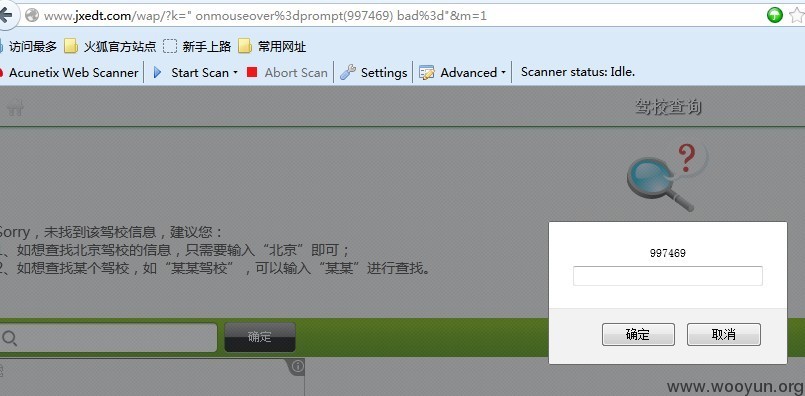 www.jxedt.com/wap/?k=" onmouseover%3dprompt(997469) bad%3d"&m=1
访问最多 火狐官方站点 新手上路 常用网址
Acunetix Web Scanner Start Scan Abort Scan Settings Advanced Scanner status: Idle.
驾校查询
Sorry，未找到该驾校信息，建议您：
1、如想查找北京驾校的信息，只需要输入“北京”即可；
2、如想查找某个驾校，如“某某驾校”，可以输入“某某”进行查找。
997469
确定 取消
确定
www.wooyun.org